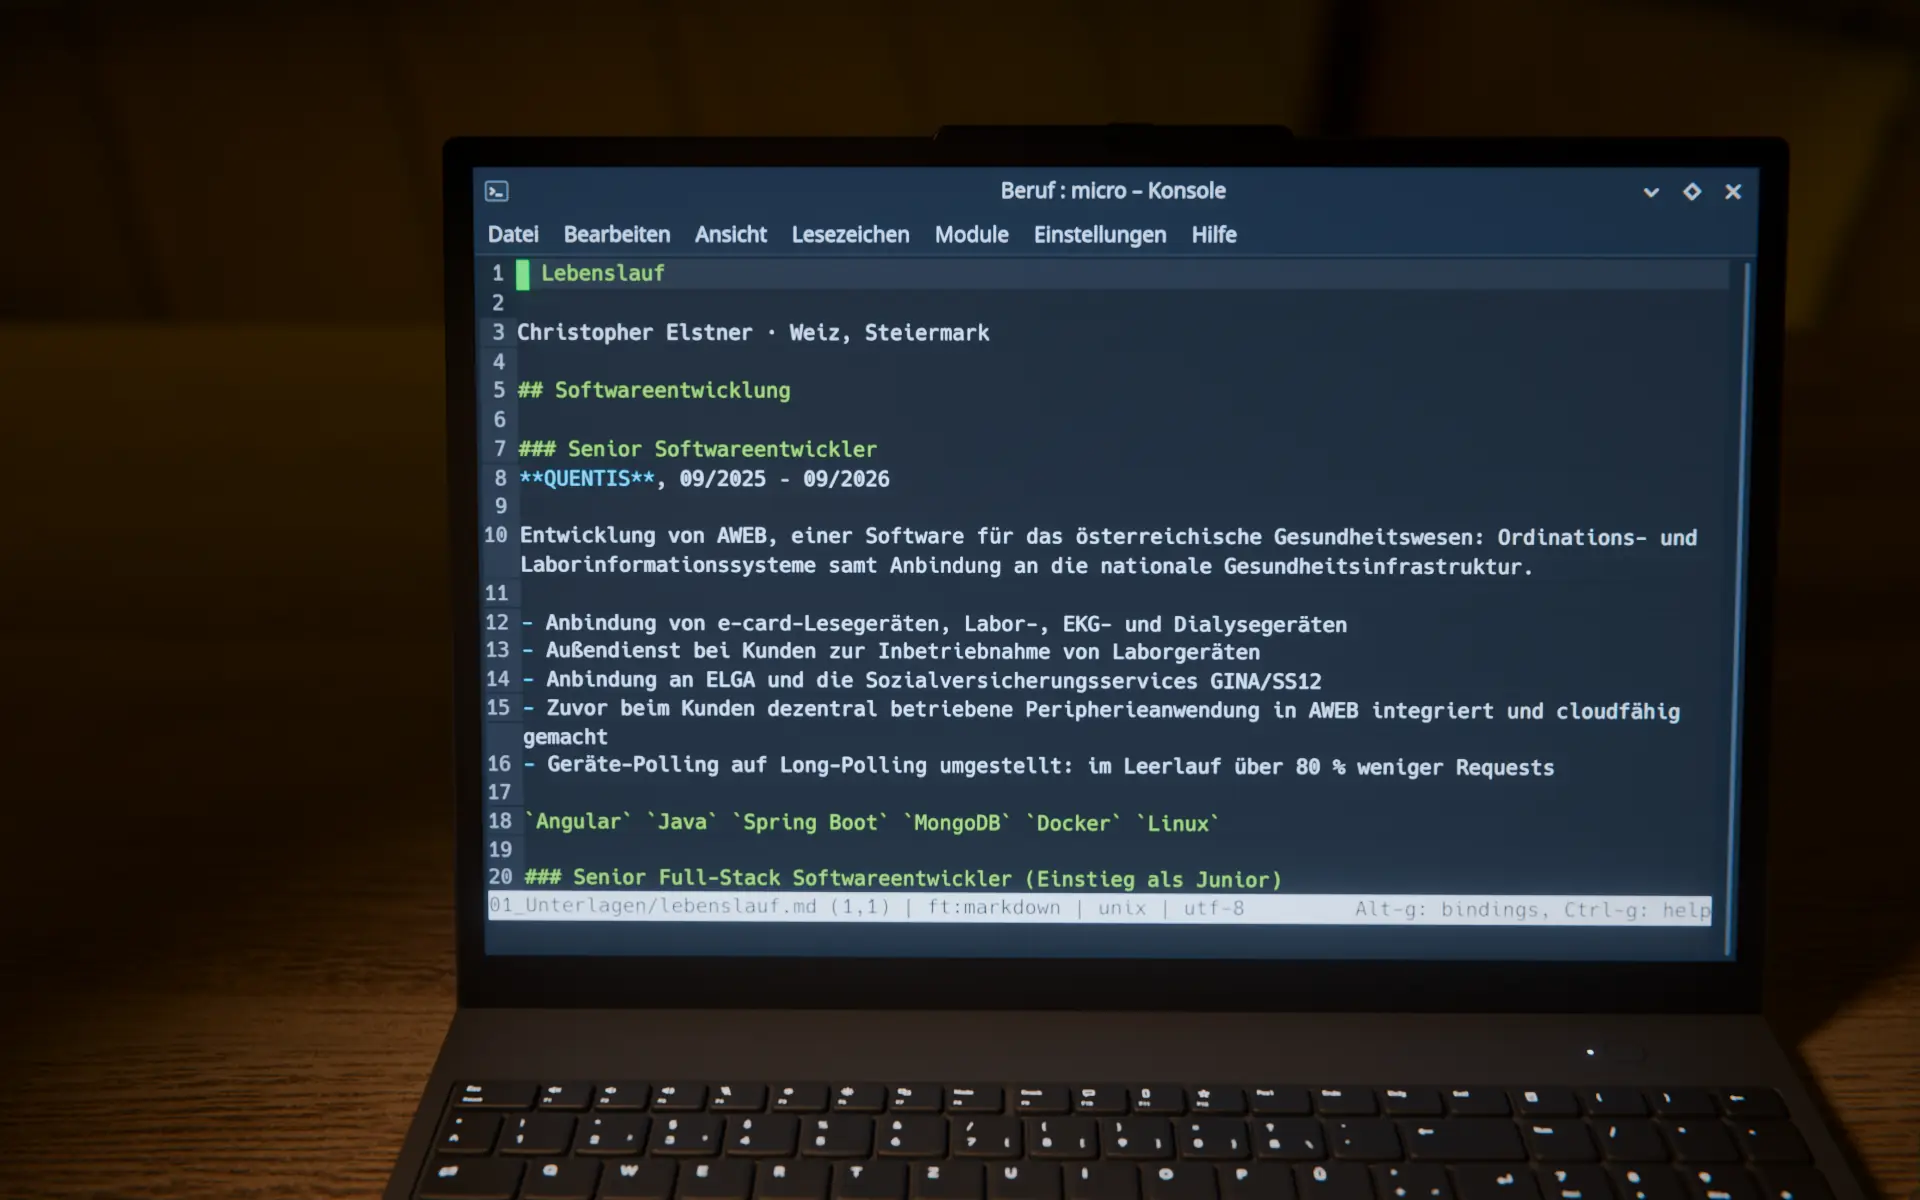 Beruf : micro – Konsole
Datei Bearbeiten Ansicht Lesezeichen Module Einstellungen Hilfe
1 Lebenslauf
2
3 Christopher Elstner · Weiz, Steiermark
4
5 ## Softwareentwicklung
6
7 ### Senior Softwareentwickler
8 **QUENTIS**, 09/2025 - 09/2026
9
10 Entwicklung von AWEB, einer Software für das österreichische Gesundheitswesen: Ordinations- und
Laborinformationssysteme samt Anbindung an die nationale Gesundheitsinfrastruktur.
11
12 - Anbindung von e-card-Lesegeräten, Labor-, EKG- und Dialysegeräten
13 - Außendienst bei Kunden zur Inbetriebnahme von Laborgeräten
14 - Anbindung an ELGA und die Sozialversicherungsservices GINA/SS12
15 - Zuvor beim Kunden dezentral betriebene Peripherieanwendung in AWEB integriert und cloudfähig
gemacht
16 - Geräte-Polling auf Long-Polling umgestellt: im Leerlauf über 80 % weniger Requests
17
18 `Angular` `Java` `Spring Boot` `MongoDB` `Docker` `Linux`
19
20 ### Senior Full-Stack Softwareentwickler (Einstieg als Junior)
01_Unterlagen/lebenslauf.md (1,1) | ft:markdown | unix | utf-8 Alt-g: bindings, Ctrl-g: help
Q W E R T Z U I O P Ü